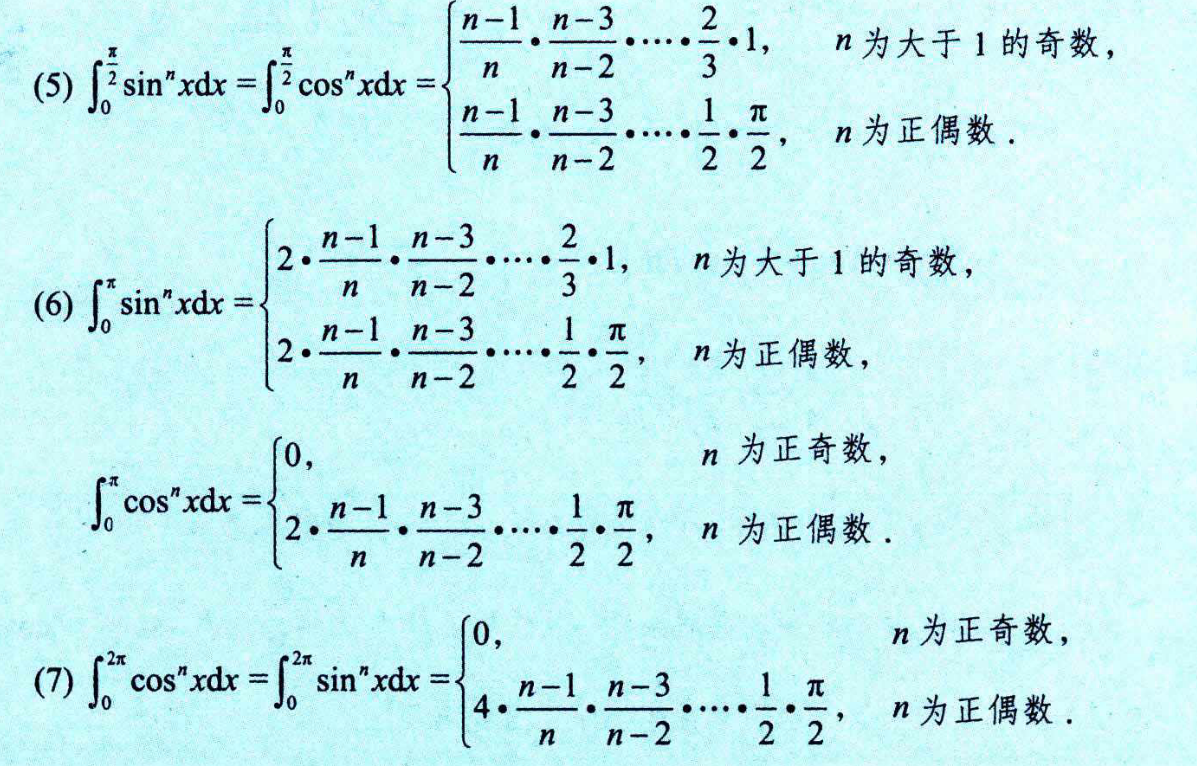 (5) $\int_0^{\frac{\pi}{2}} \sin^n x\mathrm{d}x = \int_0^{\frac{\pi}{2}} \cos^n x\mathrm{d}x = \begin{cases} \frac{n-1}{n} \cdot \frac{n-3}{n-2} \cdot \cdots \cdot \frac{2}{3} \cdot 1, & n 为大于 1 的奇数, \\ \frac{n-1}{n} \cdot \frac{n-3}{n-2} \cdot \cdots \cdot \frac{1}{2} \cdot \frac{\pi}{2}, & n 为正偶数. \end{cases}$
(6) $\int_0^{\pi} \sin^n x\mathrm{d}x = \begin{cases} 2 \cdot \frac{n-1}{n} \cdot \frac{n-3}{n-2} \cdot \cdots \cdot \frac{2}{3} \cdot 1, & n 为大于 1 的奇数, \\ 2 \cdot \frac{n-1}{n} \cdot \frac{n-3}{n-2} \cdot \cdots \cdot \frac{1}{2} \cdot \frac{\pi}{2}, & n 为正偶数, \end{cases}$
$\int_0^{\pi} \cos^n x\mathrm{d}x = \begin{cases} 0, & n 为正奇数, \\ 2 \cdot \frac{n-1}{n} \cdot \frac{n-3}{n-2} \cdot \cdots \cdot \frac{1}{2} \cdot \frac{\pi}{2}, & n 为正偶数. \end{cases}$
(7) $\int_0^{2\pi} \cos^n x\mathrm{d}x = \int_0^{2\pi} \sin^n x\mathrm{d}x = \begin{cases} 0, & n 为正奇数, \\ 4 \cdot \frac{n-1}{n} \cdot \frac{n-3}{n-2} \cdot \cdots \cdot \frac{1}{2} \cdot \frac{\pi}{2}, & n 为正偶数. \end{cases}$